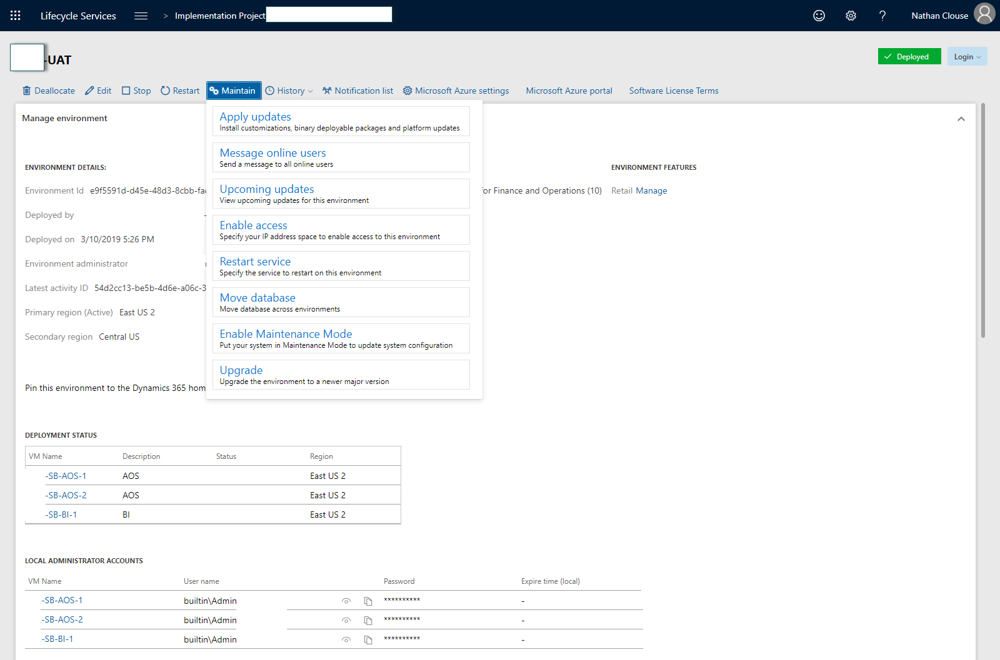 Lifecycle Services > Implementation Project Nathan Clouse
-UAT
Deployed Login
Deallocate Edit Stop Restart Maintain History Notification list Microsoft Azure settings Microsoft Azure portal Software License Terms
Manage environment
Apply updates
Install customizations, binary deployable packages and platform updates
Message online users
Send a message to all online users
Upcoming updates
View upcoming updates for this environment
Enable access
Specify your IP address space to enable access to this environment
Restart service
Specify the service to restart on this environment
Move database
Move database across environments
Enable Maintenance Mode
Put your system in Maintenance Mode to update system configuration
Upgrade
Upgrade the environment to a newer major version
ENVIRONMENT DETAILS:
Environment Id e9f5591d-d45e-48d3-8cbb-fa
Deployed by
Deployed on 3/10/2019 5:26 PM
Environment administrator
Latest activity ID 54d2cc13-be5b-4d6e-a06c-3
Primary region (Active) East US 2
Secondary region Central US
Pin this environment to the Dynamics 365 hom
for Finance and Operations (10)
ENVIRONMENT FEATURES
Retail Manage
DEPLOYMENT STATUS
VM Name Description Status Region
-SB-AOS-1 AOS East US 2
-SB-AOS-2 AOS East US 2
-SB-BI-1 BI East US 2
LOCAL ADMINISTRATOR ACCOUNTS
VM Name User name Password Expire time (local)
-SB-AOS-1 builtin\Admin ********** -
-SB-AOS-2 builtin\Admin ********** -
-SB-BI-1 builtin\Admin ********** -